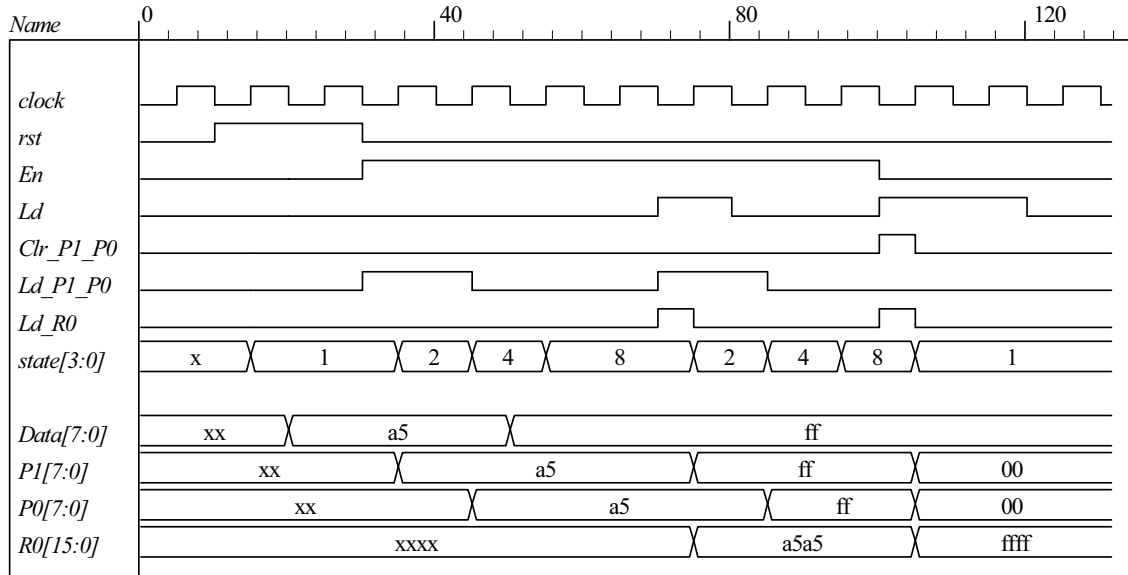 Name 0 40 80 120
clock
rst
En
Ld
Clr_P1_P0
Ld_P1_P0
Ld_R0
state[3:0] x 1 2 4 8 2 4 8 1
Data[7:0] xx a5 ff
P1[7:0] xx a5 ff 00
P0[7:0] xx a5 ff 00
R0[15:0] xxxx a5a5 ffff